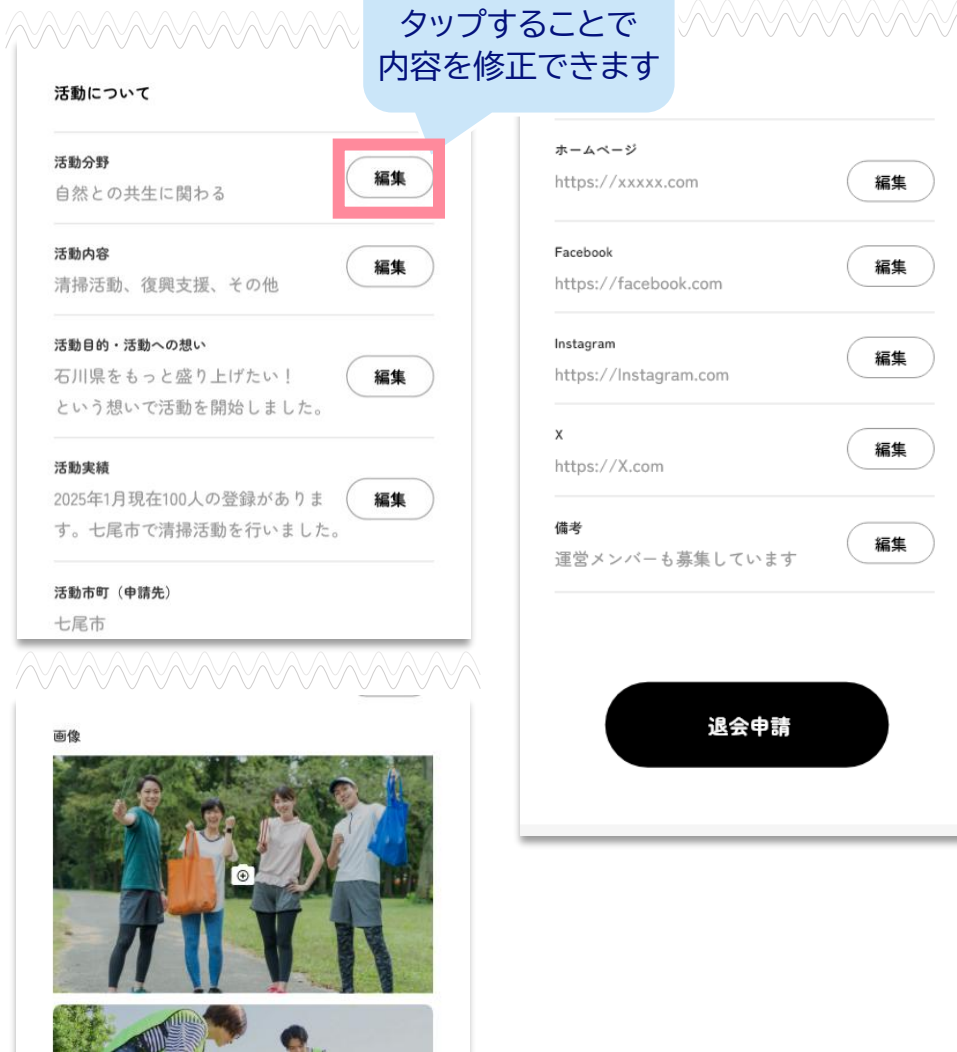 タップすることで
内容を修正できます
活動について
活動分野
自然との共生に関わる
編集
活動内容
清掃活動、復興支援、その他
編集
活動目的・活動への想い
石川県をもっと盛り上げたい！
という想いで活動を開始しました。
編集
活動実績
2025年1月現在100人の登録がありま
す。七尾市で清掃活動を行いました。
編集
活動市町（申請先）
七尾市
画像
ホームページ
https://xxxxx.com
編集
Facebook
https://facebook.com
編集
Instagram
https://Instagram.com
編集
X
https://X.com
編集
備考
運営メンバーも募集しています
編集
退会申請